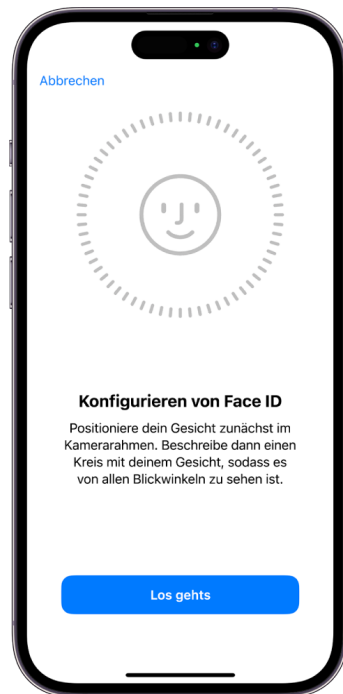 Abbrechen
Konfigurieren von Face ID
Positioniere dein Gesicht zunächst im
Kamerarahmen. Beschreibe dann einen
Kreis mit deinem Gesicht, sodass es
von allen Blickwinkeln zu sehen ist.
Los gehts